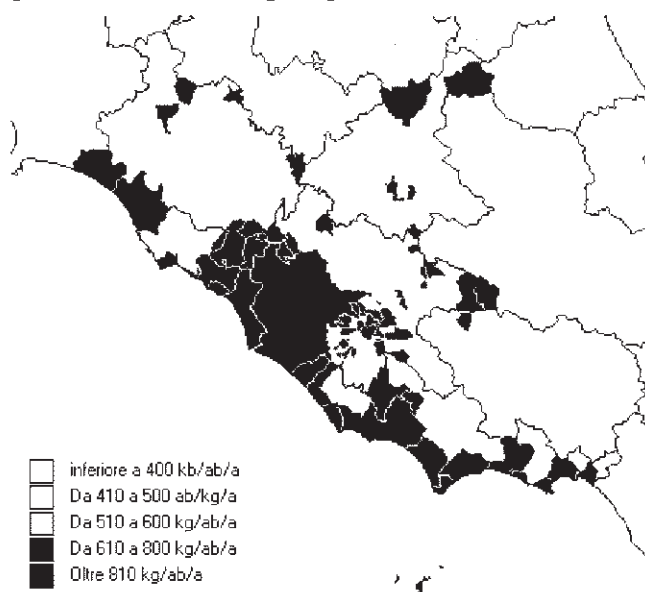 inferiore a 400 kb/ab/a
Da 410 a 500 ab/kg/a
Da 510 a 600 kg/ab/a
Da 610 a 800 kg/ab/a
Oltre 810 kg/ab/a